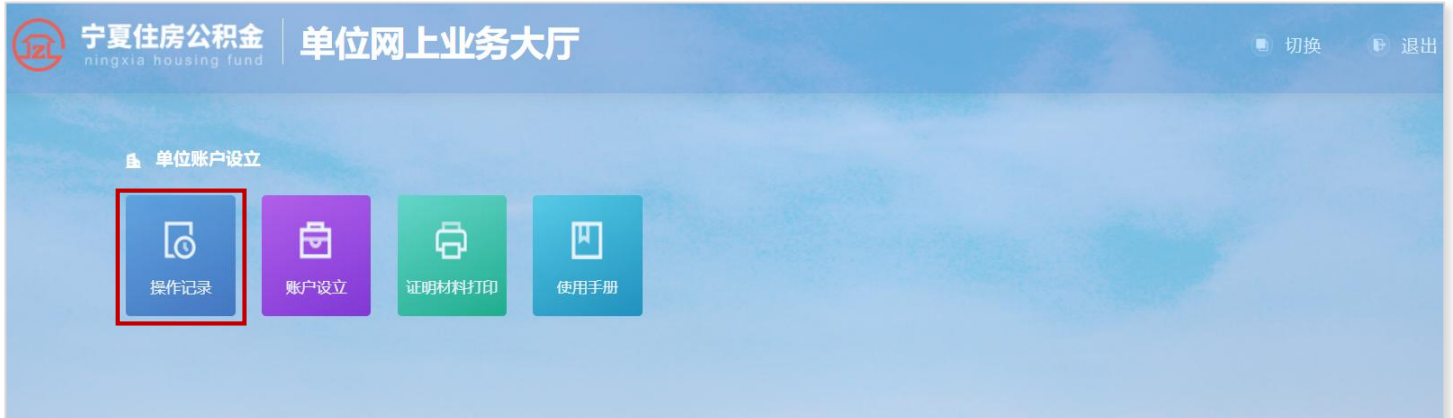 宁夏住房公积金
ningxia housing fund
单位网上业务大厅
切换
退出
单位账户设立
操作记录
账户设立
证明材料打印
使用手册